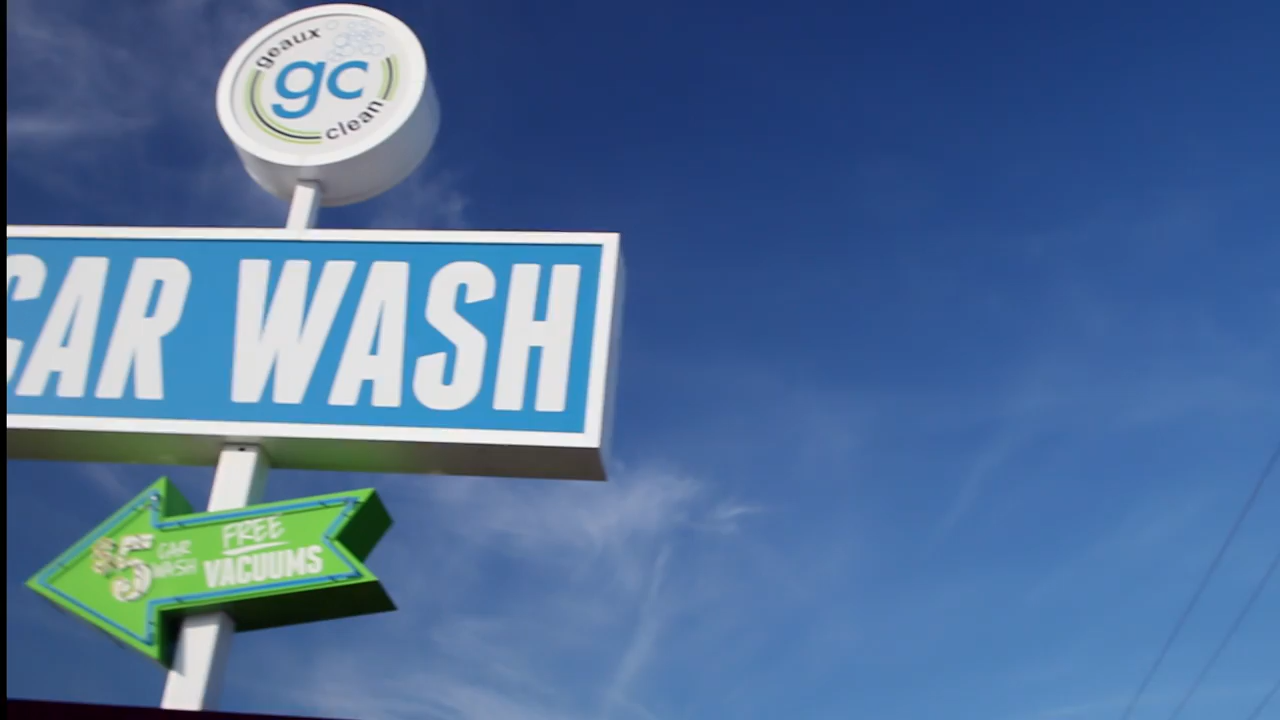 geaux
gc
clean
CAR WASH
$5 CAR WASH
FREE
VACUUMS